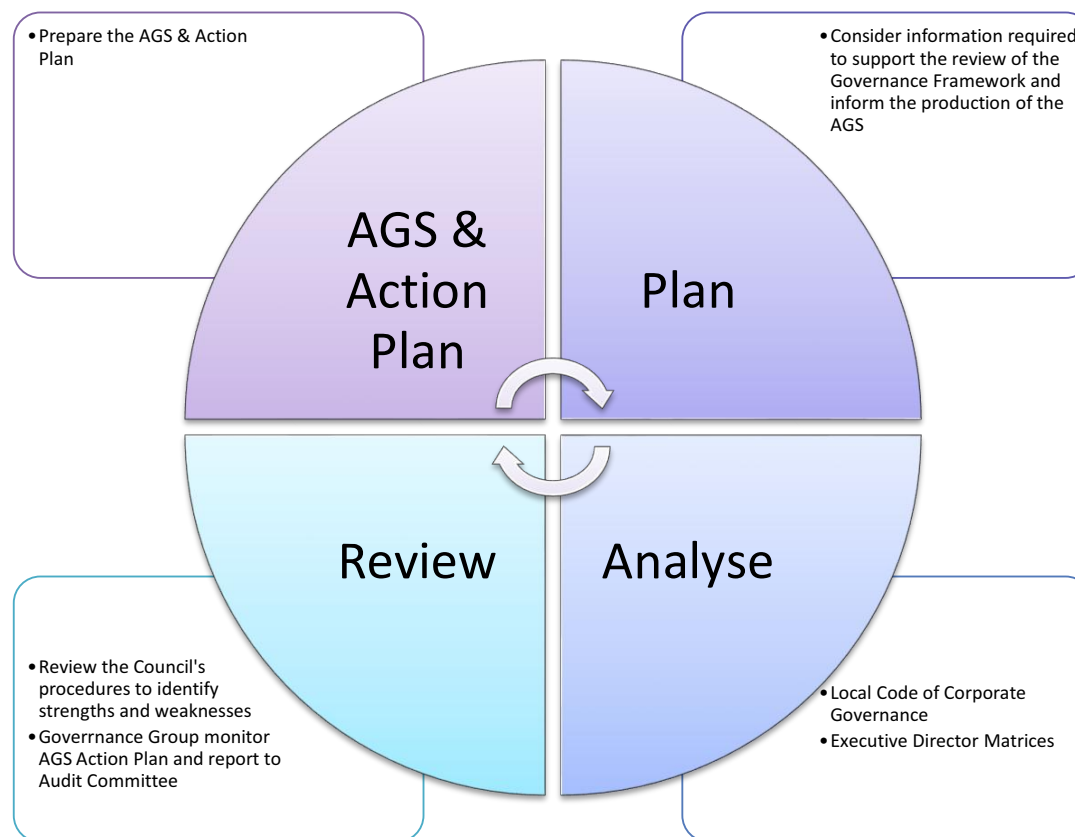 •Prepare the AGS & Action
Plan
•Consider information required
to support the review of the
Governance Framework and
inform the production of the
AGS
AGS &
Action
Plan
Plan
Review
Analyse
•Review the Council's
procedures to identify
strengths and weaknesses
•Goverrnance Group monitor
AGS Action Plan and report to
Audit Committee
•Local Code of Corporate
Governance
•Executive Director Matrices